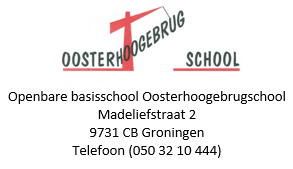 OOSTERHOOGEBRUG SCHOOL
Openbare basisschool Oosterhoogebrugschool
Madeliefstraat 2
9731 CB Groningen
Telefoon (050 32 10 444)